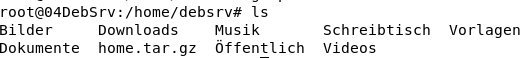 root@04DebSrv:/home/debsrv# ls
Bilder Downloads Musik Schreibtisch Vorlagen
Dokumente home.tar.gz Öffentlich Videos